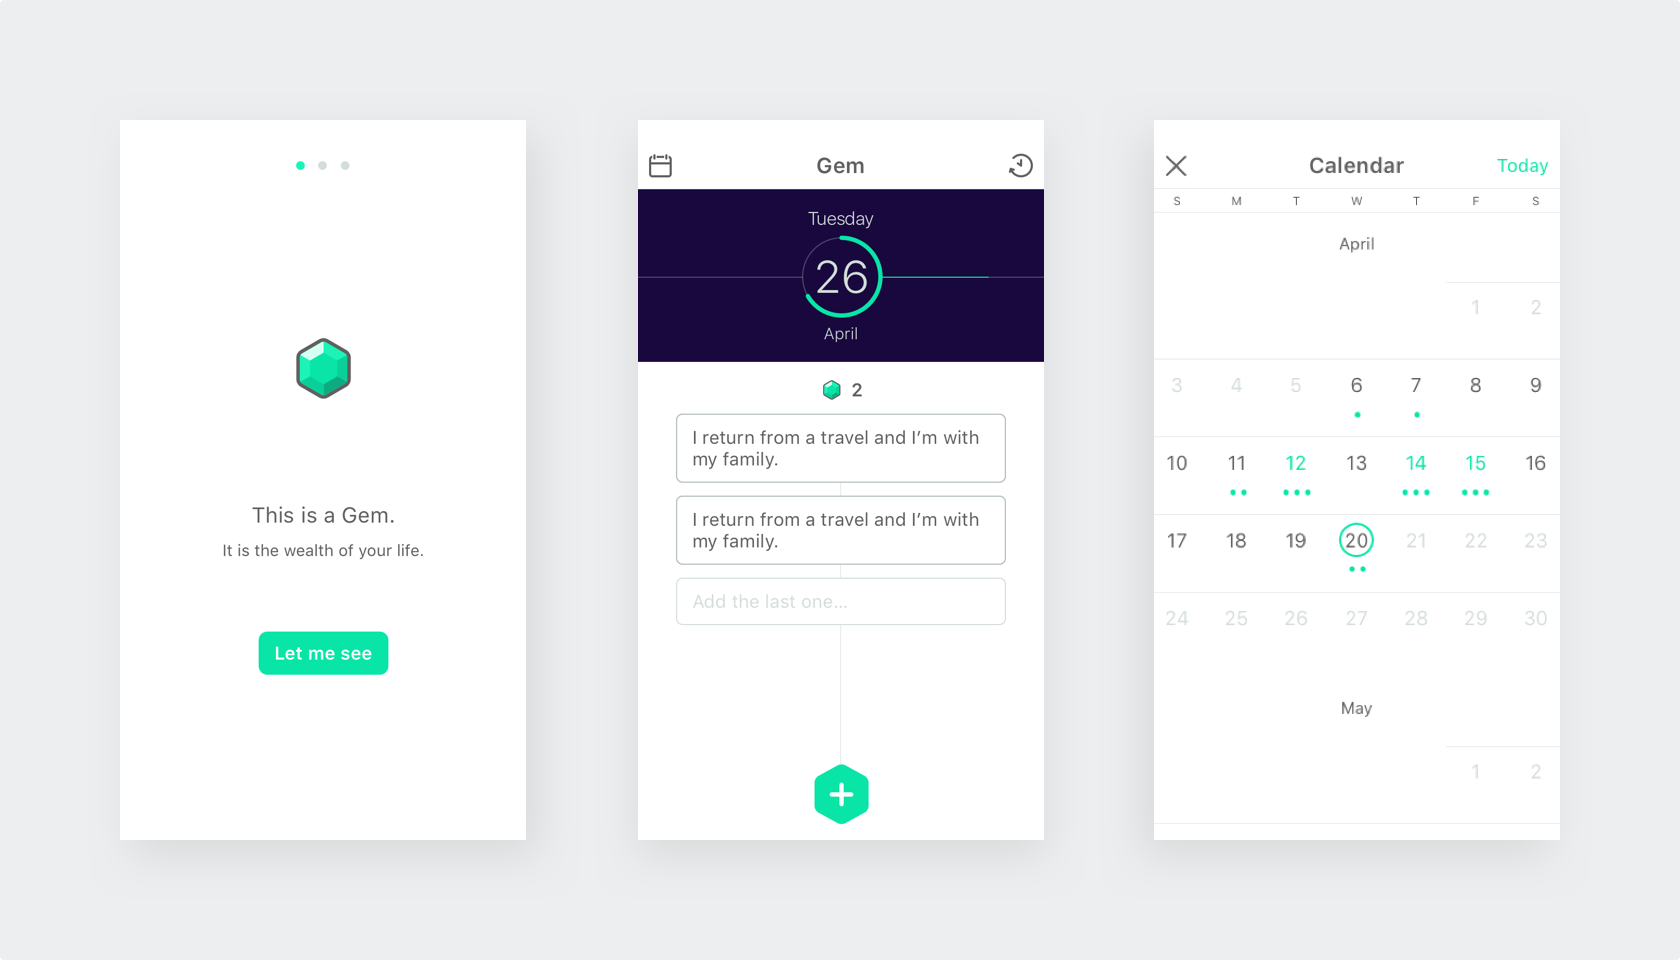 This is a Gem.
It is the wealth of your life.
Let me see
Gem
Tuesday
26
April
2
I return from a travel and I’m with
my family.
I return from a travel and I’m with
my family.
Add the last one...
Calendar
Today
S M T W T F S
April
1 2
3 4 5 6 7 8 9
10 11 12 13 14 15 16
17 18 19 20 21 22 23
24 25 26 27 28 29 30
May
1 2